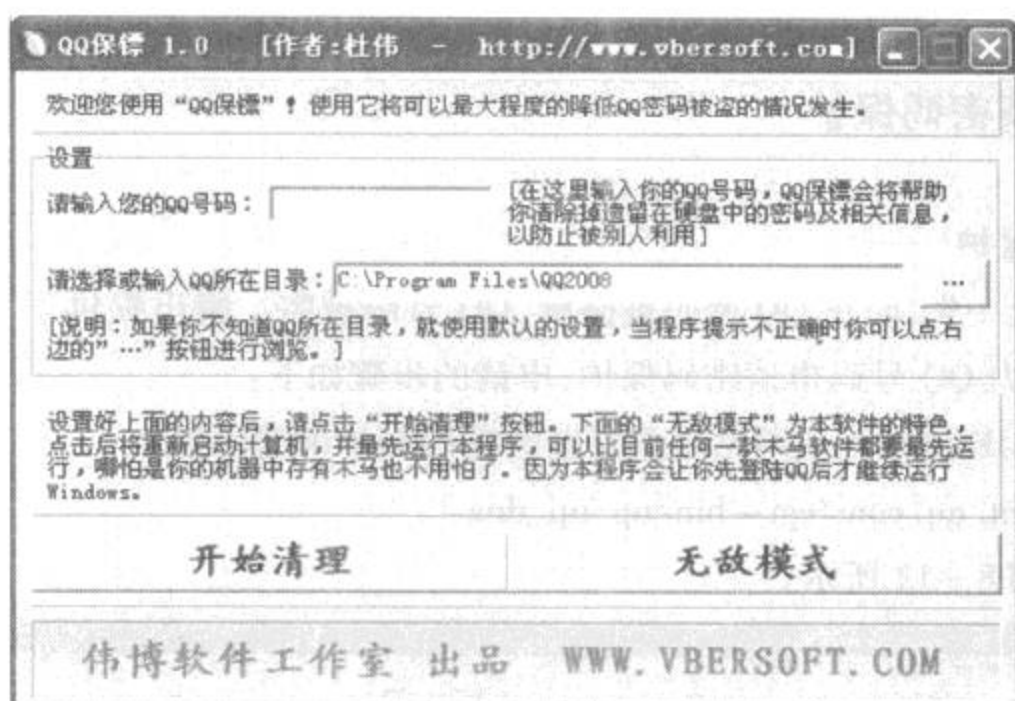 QQ保镖 1.0 [作者:杜伟 - http://www.vbersoft.com]
欢迎您使用“QQ保镖”！使用它将可以最大程度的降低QQ密码被盗的情况发生。
设置
请输入您的QQ号码：
[在这里输入你的QQ号码，QQ保镖会将帮助
你清除掉遗留在硬盘中的密码及相关信息，
以防止被别人利用]
请选择或输入QQ所在目录：C:\Program Files\QQ2008 ...
[说明：如果你不知道QQ所在目录，就使用默认的设置，当程序提示不正确时你可以点右
边的”…”按钮进行浏览。]
设置好上面的内容后，请点击“开始清理”按钮。下面的“无敌模式”为本软件的特色，
点击后将重新启动计算机，并最先运行本程序，可以比目前任何一款木马软件都要最先运
行，哪怕是你的机器中存有木马也不用怕了。因为本程序会让你先登陆QQ后才继续运行
Windows。
开始清理 无敌模式
伟博软件工作室 出品 WWW.VBERSOFT.COM